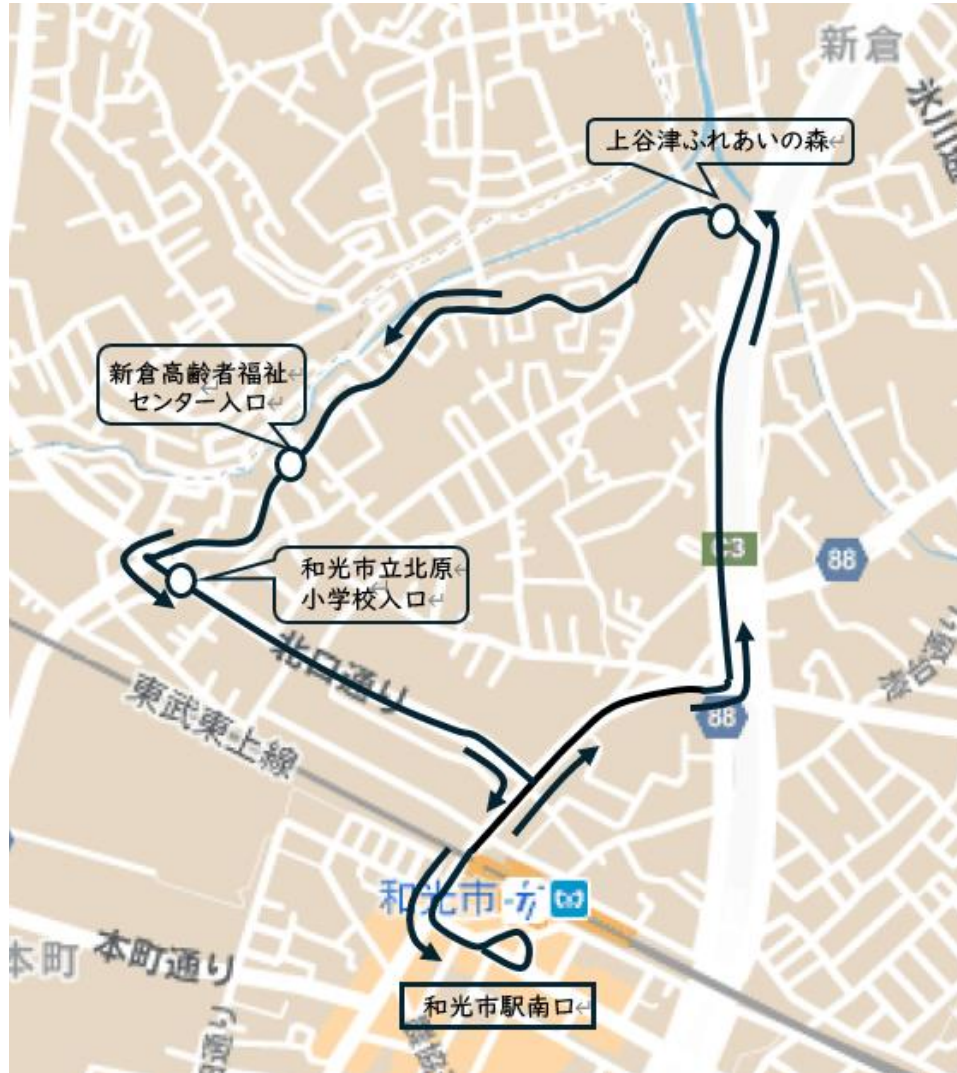 新倉
氷川通
上谷津ふれあいの森↵
新倉高齢者福祉↵
センター入口↵
C3
88
和光市立北原↵
小学校入口↵
北口通り
東武東上線
88
和光市
本町
本町通り
和光市駅南口↵